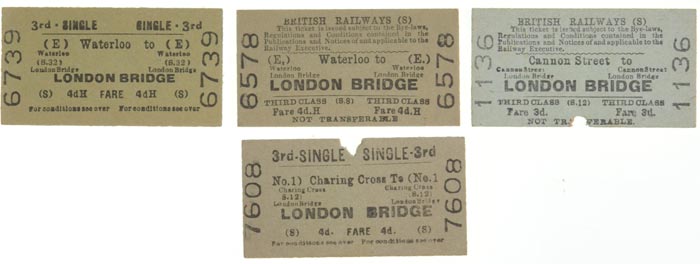 6739
3rd·SINGLE SINGLE·3rd
(E) Waterloo to (E)
Waterloo Waterloo
(S.32) (S.32)
London Bridge London Bridge
LONDON BRIDGE
(S) 4dH FARE 4dH (S)
For conditions see over For conditions see over
6739
6578
BRITISH RAILWAYS (S)
This ticket is issued subject to the Bye-laws,
Regulations and Conditions contained in the
Publications and Notices of and applicable to the
Railway Executive.
(E.) Waterloo to (E.)
Waterloo Waterloo
London Bridge London Bridge
LONDON BRIDGE
THIRD CLASS (S.8) THIRD CLASS
Fare 4d.H Fare 4d.H
NOT TRANSFERABLE
6578
1136
BRITISH RAILWAYS (S)
This ticket is issued subject to the Bye-laws,
Regulations and Conditions contained in the
Publications and Notices of and applicable to the
Railway Executive.
Cannon Street to
Cannon Street Cannon Street
London Bridge London Bridge
LONDON BRIDGE
THIRD CLASS (S.12) THIRD CLASS
Fare 3d. Fare 3d.
NOT TRANSFERABLE.
1136
7608
3rd-SINGLE SINGLE-3rd
No.1) Charing Cross To (No.1
Charing Cross Charing Cross
S.12) S.12)
London Bridge London Bridge
LONDON BRIDGE
(S) 4d. FARE 4d. (S)
For conditions see over For conditions see over
7608